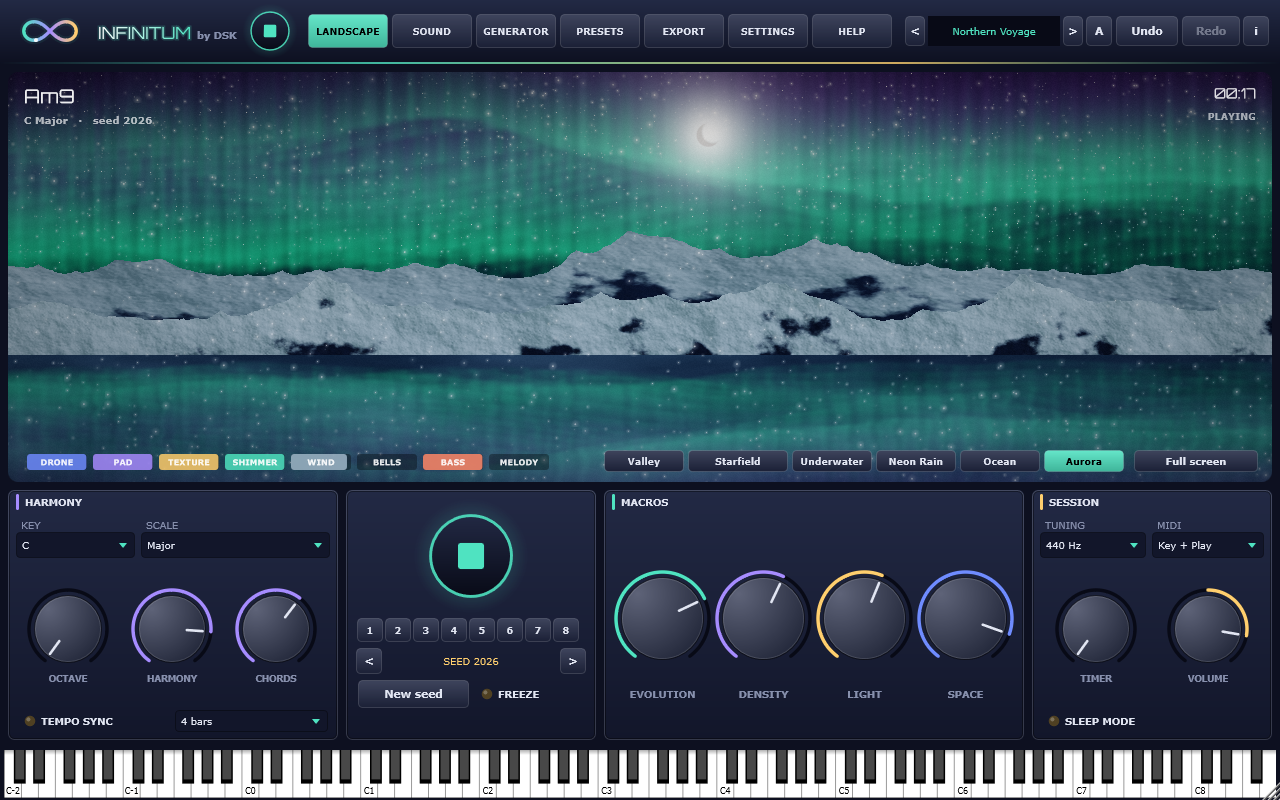 INFINITUM by DSK LANDSCAPE SOUND GENERATOR PRESETS EXPORT SETTINGS HELP < Northern Voyage > A Undo Redo i
Am9 00:17
C Major · seed 2026 PLAYING
DRONE PAD TEXTURE SHIMMER WIND BELLS BASS MELODY Valley Starfield Underwater Neon Rain Ocean Aurora Full screen
HARMONY
KEY SCALE
C Major
OCTAVE HARMONY CHORDS
TEMPO SYNC 4 bars
1 2 3 4 5 6 7 8
< SEED 2026 >
New seed FREEZE
MACROS
EVOLUTION DENSITY LIGHT SPACE
SESSION
TUNING MIDI
440 Hz Key + Play
TIMER VOLUME
SLEEP MODE
C-2 C-1 C0 C1 C2 C3 C4 C5 C6 C7 C8